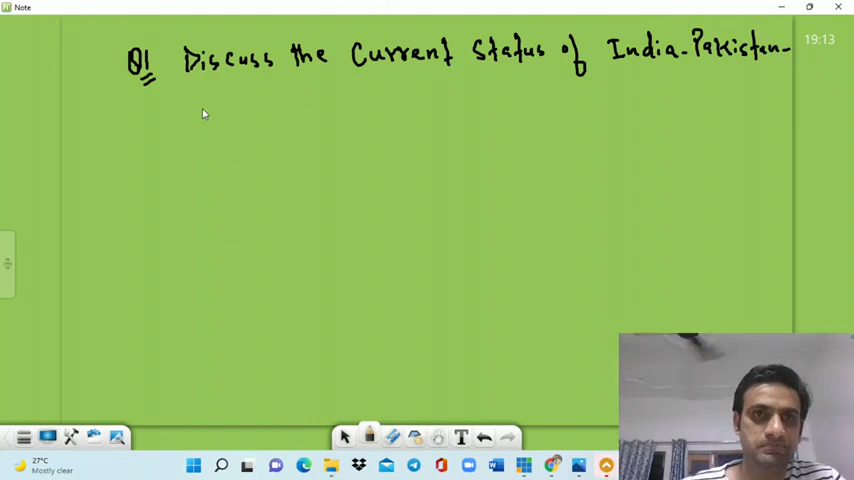 Note
19:13
Q1 Discuss the Current Status of India-Pakistan-
27°C
Mostly clear